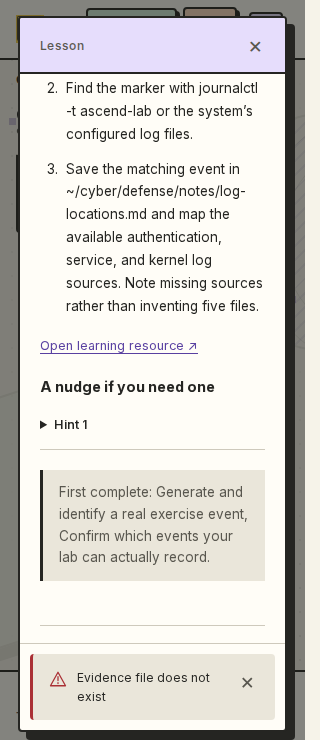 Lesson
2. Find the marker with journalctl
-t ascend-lab or the system’s
configured log files.
3. Save the matching event in
~/cyber/defense/notes/log-
locations.md and map the
available authentication,
service, and kernel log
sources. Note missing sources
rather than inventing five files.
Open learning resource ↗
A nudge if you need one
Hint 1
First complete: Generate and
identify a real exercise event,
Confirm which events your
lab can actually record.
Evidence file does not
exist